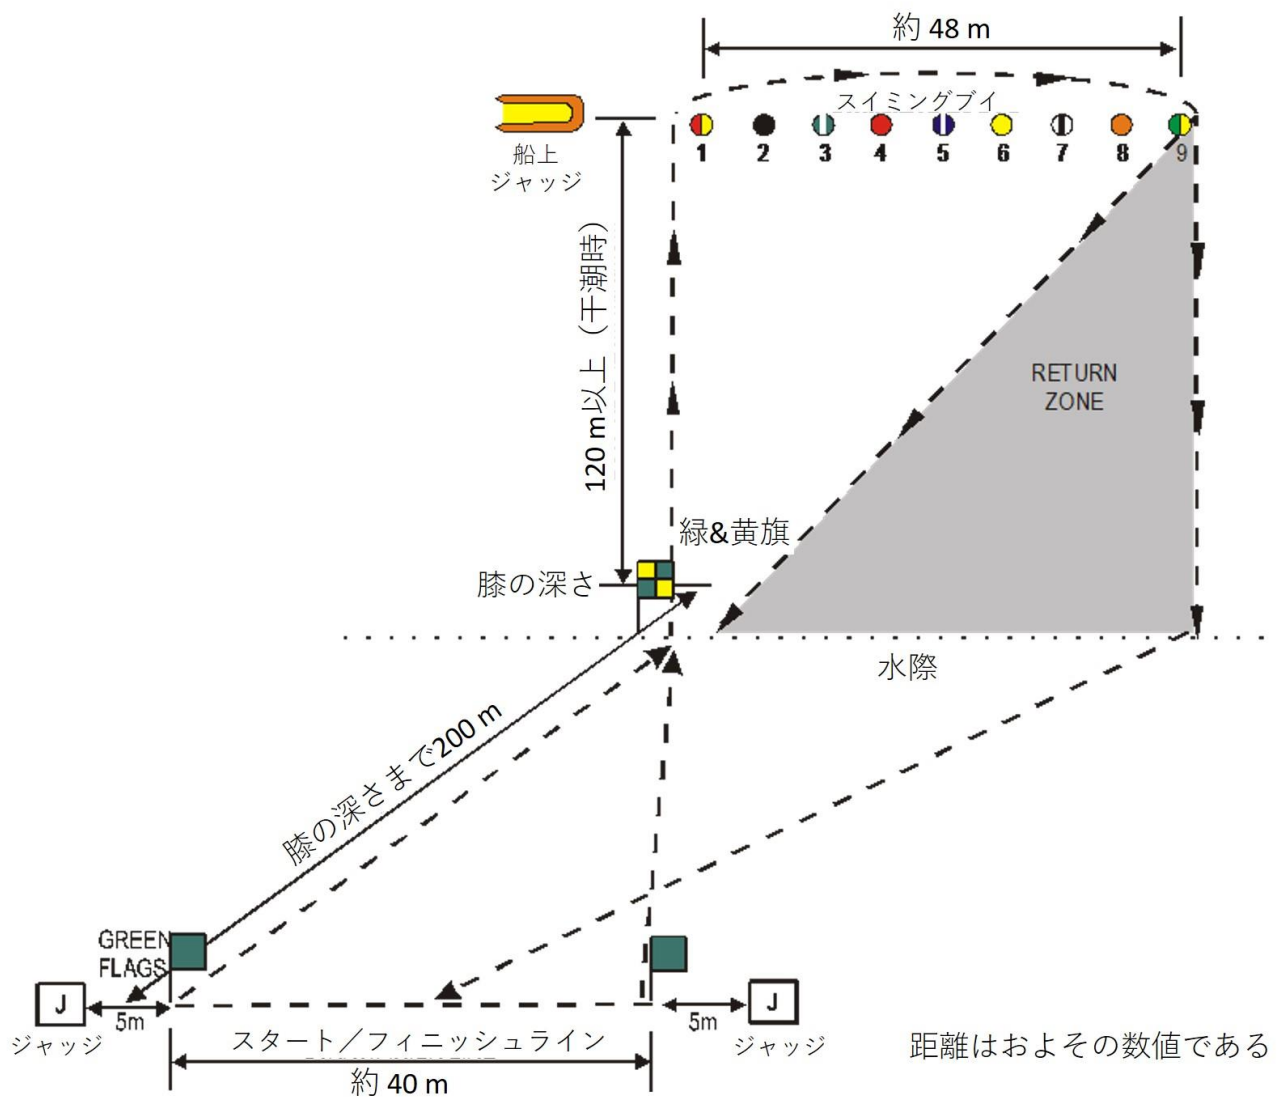 約 48 m
スイミングブイ
1 2 3 4 5 6 7 8 9
船上
ジャッジ
120 m以上（干潮時）
RETURN
ZONE
緑&黄旗
膝の深さ
水際
膝の深さまで200 m
GREEN
FLAGS
J
5m
ジャッジ
スタート／フィニッシュライン
約 40 m
5m
J
ジャッジ
距離はおよその数値である